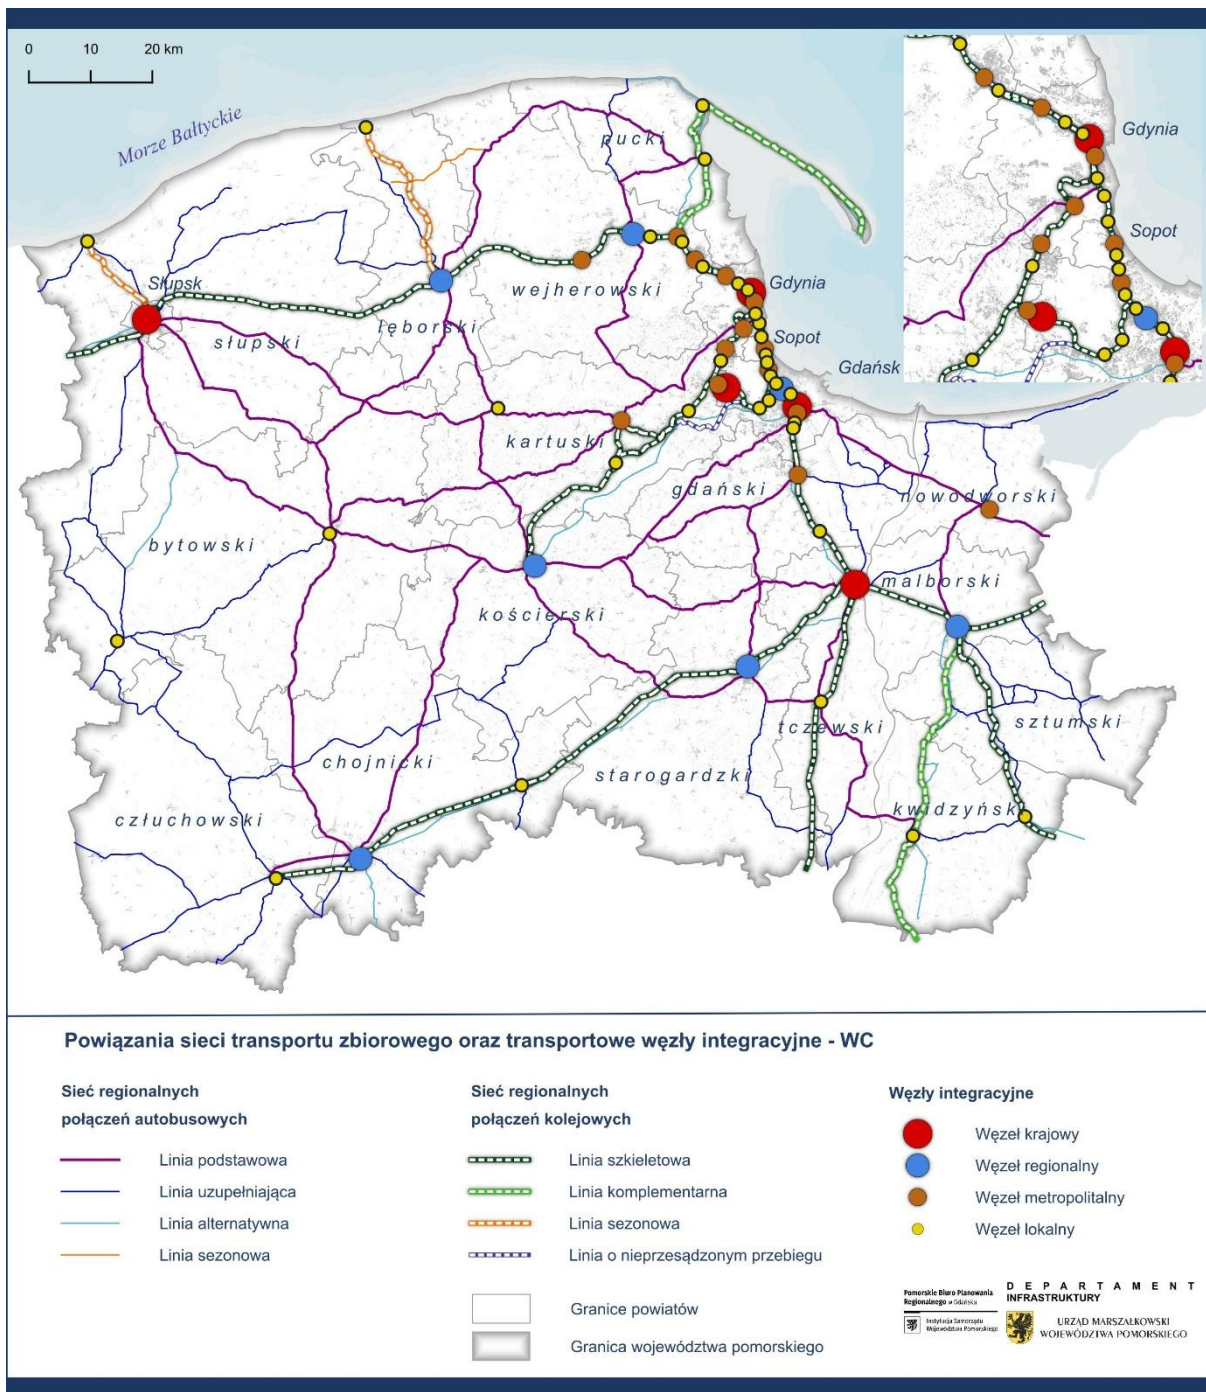 0 10 20 km
Morze Bałtyckie
pucki
Gdynia
Sopot
Słupsk
wejherowski
Gdynia
lęborski
słupski
Sopot
Gdańsk
kartuski
gdański
nowodworski
bytowski
malborski
kościerski
sztumski
tczewski
chojnicki
starogardzki
kwidzyński
człuchowski
Powiązania sieci transportu zbiorowego oraz transportowe węzły integracyjne - WC
Sieć regionalnych
połączeń autobusowych
Linia podstawowa
Linia uzupełniająca
Linia alternatywna
Linia sezonowa
Sieć regionalnych
połączeń kolejowych
Linia szkieletowa
Linia komplementarna
Linia sezonowa
Linia o nieprzesądzonym przebiegu
Granice powiatów
Granica województwa pomorskiego
Węzły integracyjne
Węzeł krajowy
Węzeł regionalny
Węzeł metropolitalny
Węzeł lokalny
Pomorskie Biuro Planowania
Regionalnego w Gdańsku
Instytucja Samorządu
Województwa Pomorskiego
DEPARTAMENT
INFRASTRUKTURY
URZĄD MARSZAŁKOWSKI
WOJEWÓDZTWA POMORSKIEGO